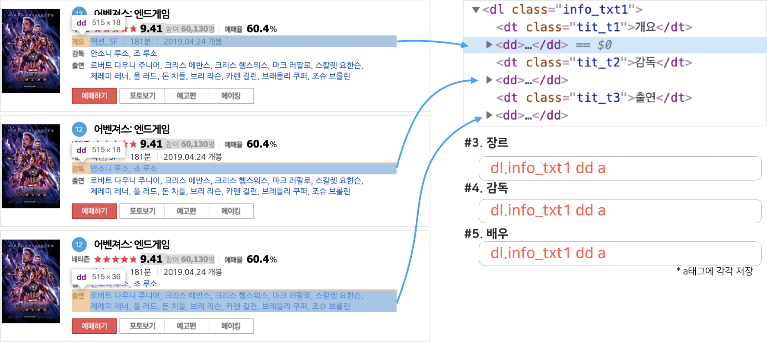 12 어벤져스: 엔드게임
dd 515 × 18
★★★★★ 9.41 참여 60,130명 | 예매율 60.4%
개요 액션, SF | 181분 | 2019.04.24 개봉
감독 안소니 루소, 조 루소
출연 로버트 다우니 주니어, 크리스 에반스, 크리스 헴스워스, 마크 러팔로, 스칼렛 요한슨,
제레미 레너, 폴 러드, 돈 치들, 브리 라슨, 카렌 길런, 브래들리 쿠퍼, 조슈 브롤린
예매하기 포토보기 예고편 메이킹
12 어벤져스: 엔드게임
dd 515 × 18
★★★★★ 9.41 참여 60,130명 | 예매율 60.4%
181분 | 2019.04.24 개봉
감독 안소니 루소, 조 루소
출연 로버트 다우니 주니어, 크리스 에반스, 크리스 헴스워스, 마크 러팔로, 스칼렛 요한슨,
제레미 레너, 폴 러드, 돈 치들, 브리 라슨, 카렌 길런, 브래들리 쿠퍼, 조슈 브롤린
예매하기 포토보기 예고편 메이킹
12 어벤져스: 엔드게임
네티즌 ★★★★★ 9.41 참여 60,130명 | 예매율 60.4%
dd 515 × 36
181분 | 2019.04.24 개봉
안소니 루소, 조 루소
출연 로버트 다우니 주니어, 크리스 에반스, 크리스 헴스워스, 마크 러팔로, 스칼렛 요한슨,
제레미 레너, 폴 러드, 돈 치들, 브리 라슨, 카렌 길런, 브래들리 쿠퍼, 조슈 브롤린
예매하기 포토보기 예고편 메이킹
▼<dl class="info_txt1">
<dt class="tit_t1">개요</dt>
▶<dd>…</dd> == $0
<dt class="tit_t2">감독</dt>
▶<dd>…</dd>
<dt class="tit_t3">출연</dt>
▶<dd>…</dd>
#3. 장르
dl.info_txt1 dd a
#4. 감독
dl.info_txt1 dd a
#5. 배우
dl.info_txt1 dd a
* a태그에 각각 저장